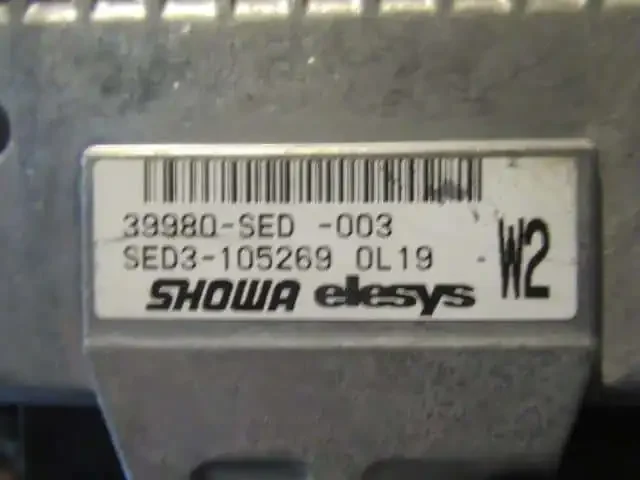 39980-SED -003
SED3-105269 0L19 -
W2
SHOWA elesys